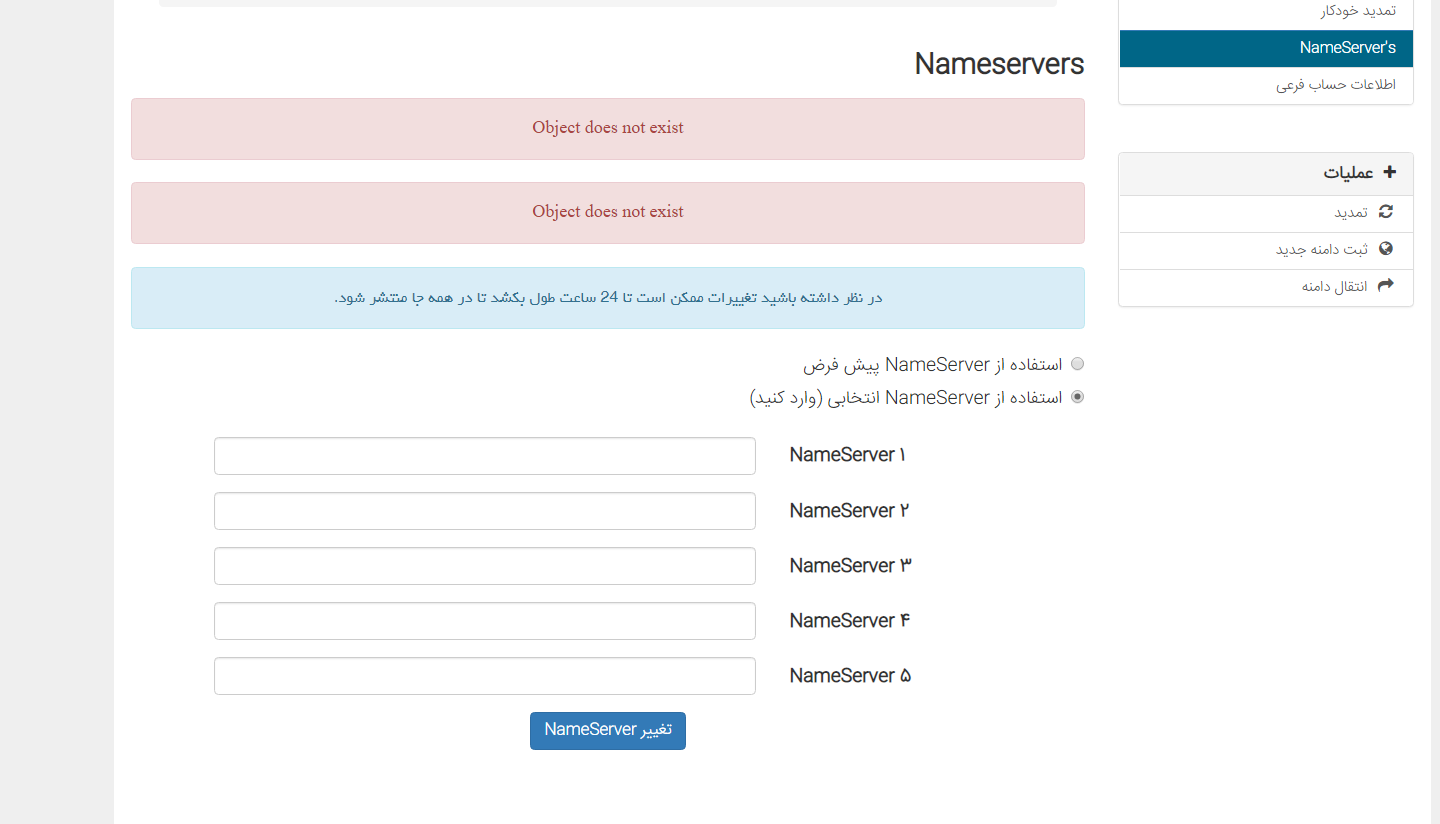 تمدید خودکار
NameServer's
اطلاعات حساب فرعی
عملیات
تمدید
ثبت دامنه جدید
انتقال دامنه
Nameservers
Object does not exist
Object does not exist
در نظر داشته باشید تغییرات ممکن است تا 24 ساعت طول بکشد تا در همه جا منتشر شود.
استفاده از NameServer پیش فرض
استفاده از NameServer انتخابی (وارد کنید)
NameServer ۱
NameServer ۲
NameServer ۳
NameServer ۴
NameServer ۵
تغییر NameServer